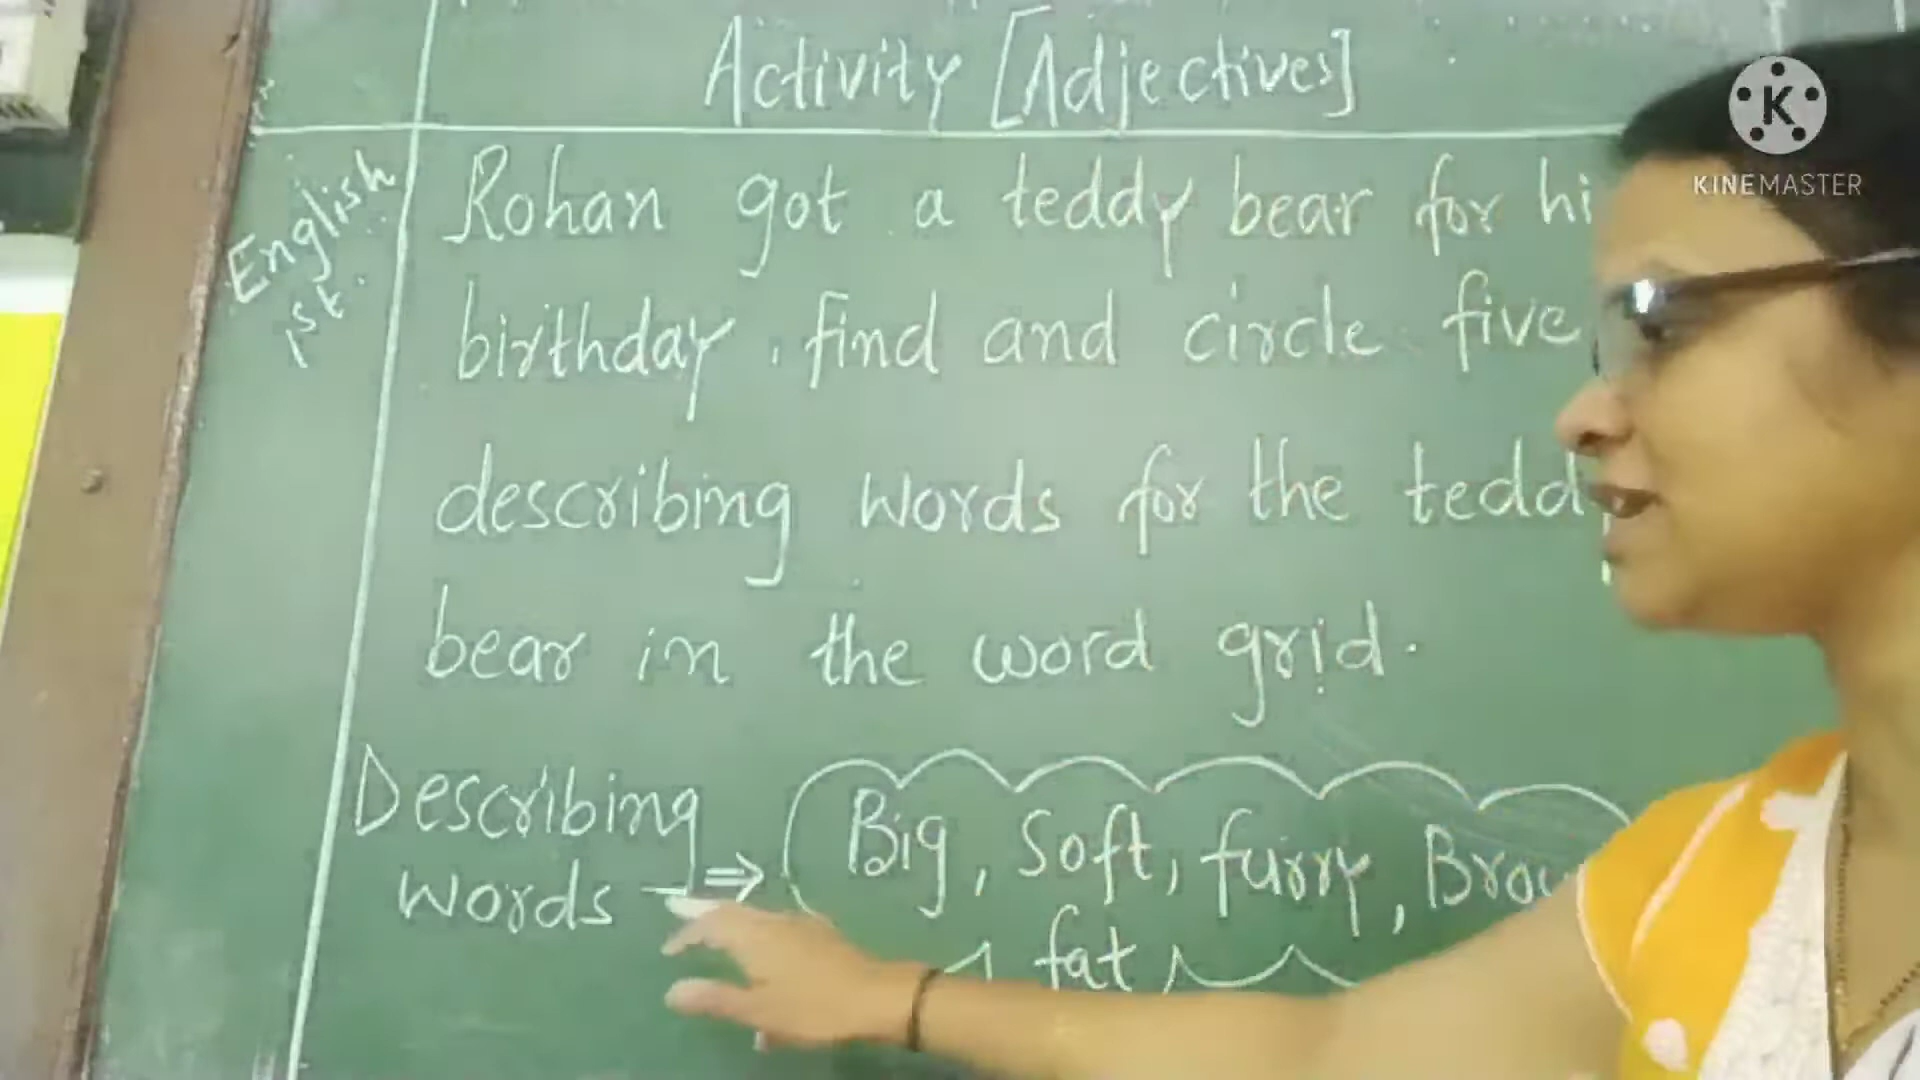 Activity [Adjectives]
English
1st.
Rohan got a teddy bear for hi
birthday. find and circle five
describing words for the teddy
bear in the word grid.
Describing
words ⇒ Big, Soft, furry, Brow
fat
K
KINEMASTER